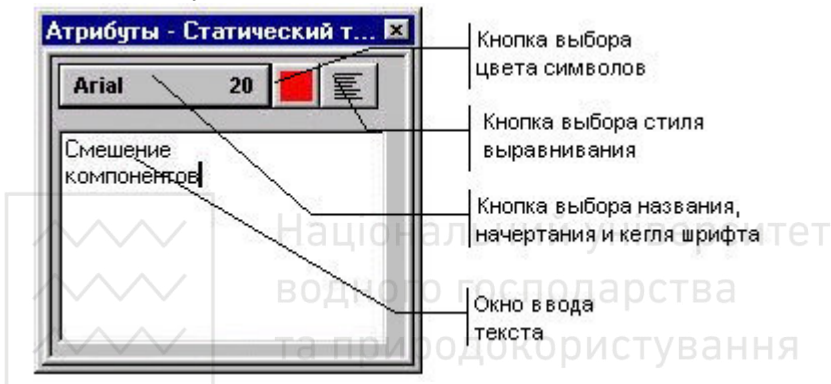 Атрибуты - Статический т...
Arial 20
Смешение
компонентов
Кнопка выбора
цвета символов
Кнопка выбора стиля
выравнивания
Кнопка выбора названия,
начертания и кегля шрифта
Окно ввода
текста
Національний університет
водного господарства
та природокористування